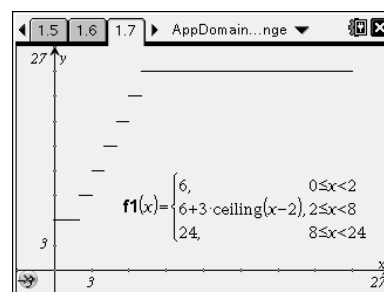 1.5 1.6 1.7 AppDomain...nge
27 y
f1(x)=
6, 0≤x<2
6+3·ceiling(x−2), 2≤x<8
24, 8≤x<24
3
x
3 27